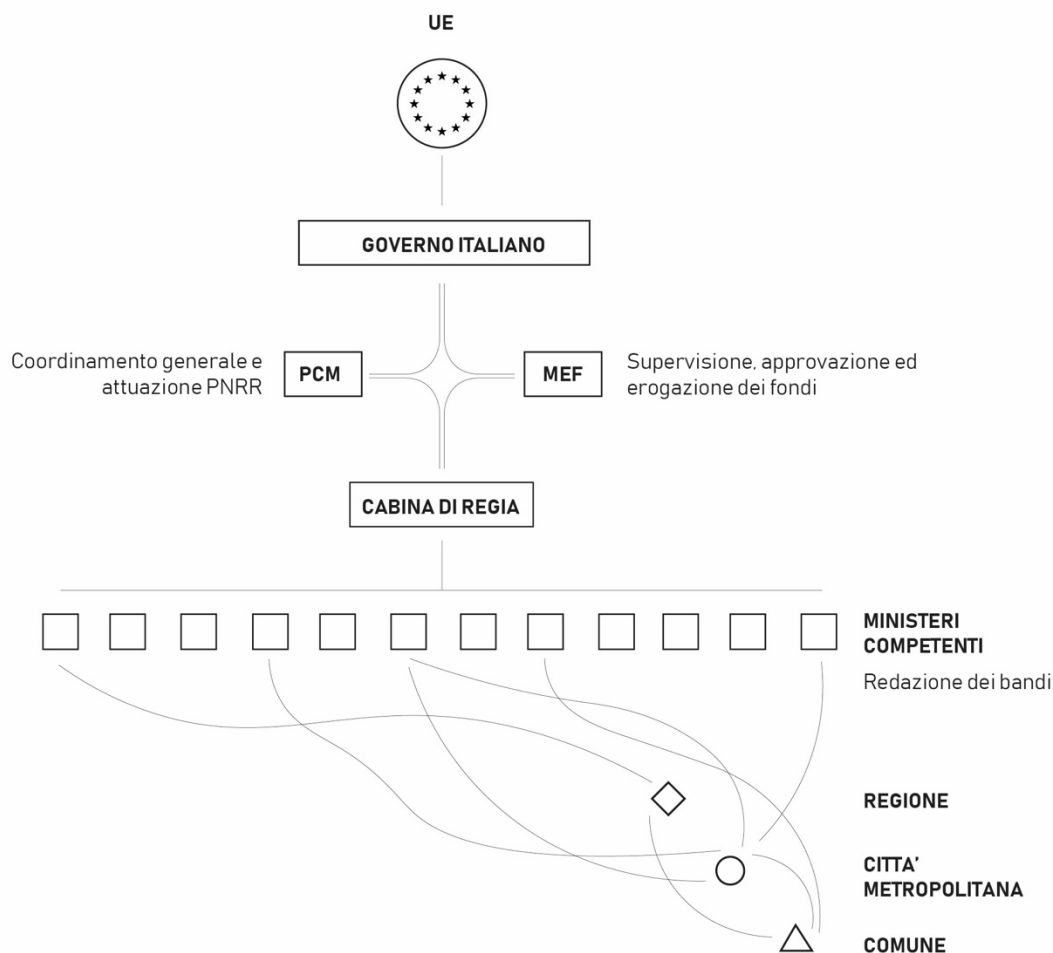 UE
GOVERNO ITALIANO
Coordinamento generale e
attuazione PNRR
PCM
MEF
Supervisione, approvazione ed
erogazione dei fondi
CABINA DI REGIA
MINISTERI
COMPETENTI
Redazione dei bandi
REGIONE
CITTA'
METROPOLITANA
COMUNE